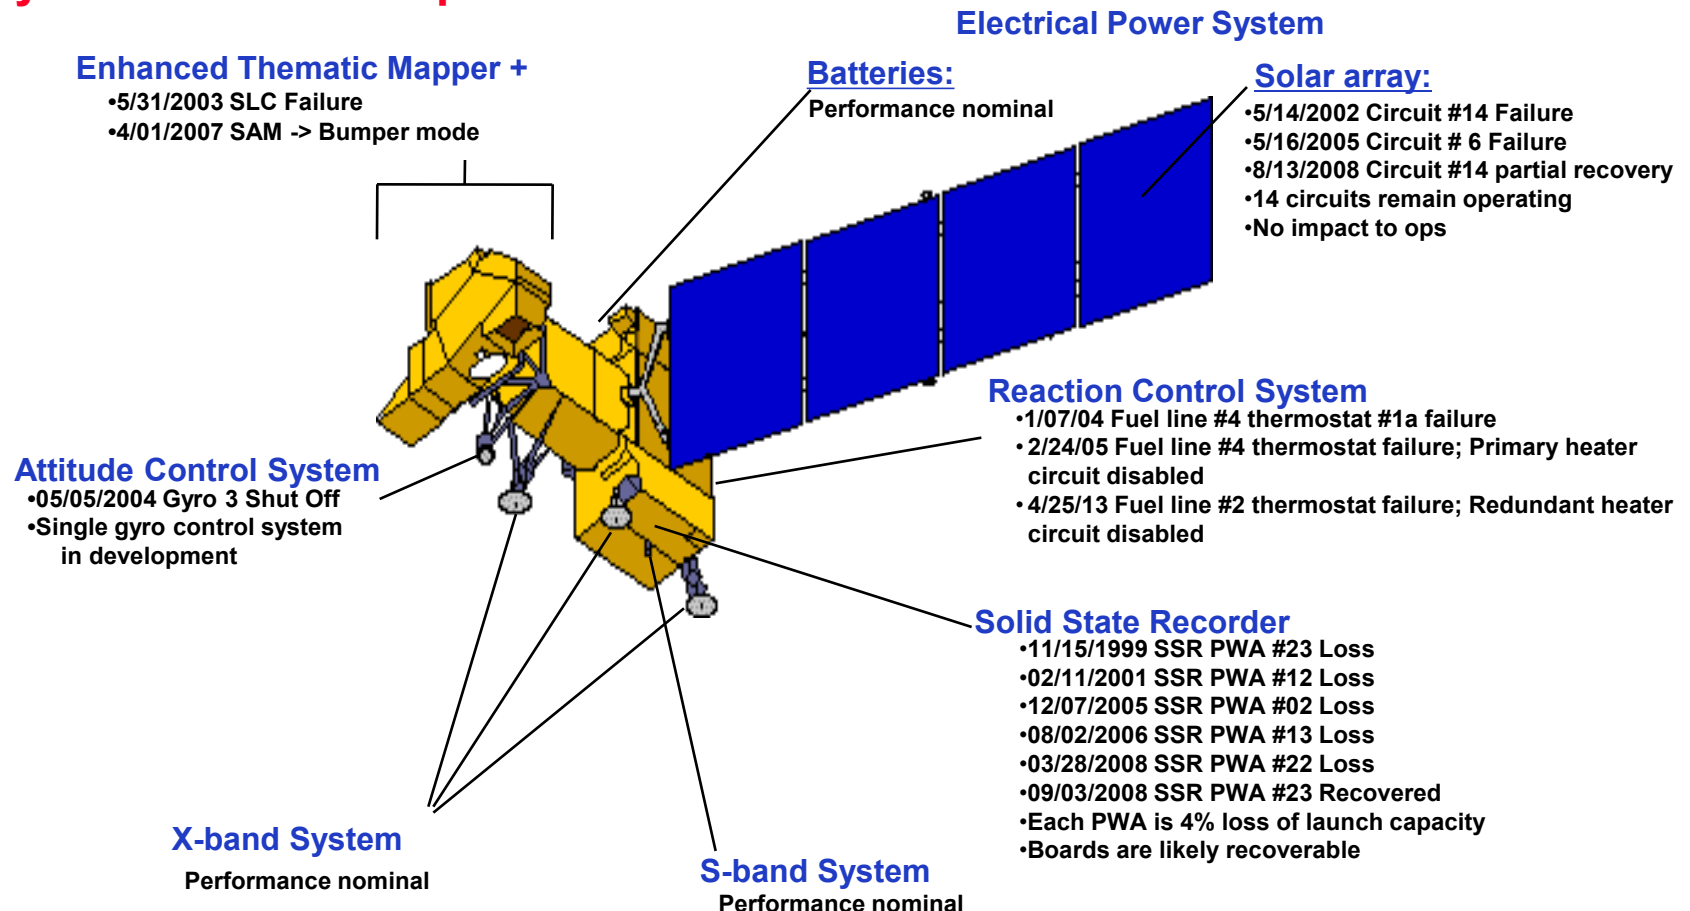 Electrical Power System
Enhanced Thematic Mapper +
•5/31/2003 SLC Failure
•4/01/2007 SAM -> Bumper mode
Batteries:
Performance nominal
Solar array:
•5/14/2002 Circuit #14 Failure
•5/16/2005 Circuit # 6 Failure
•8/13/2008 Circuit #14 partial recovery
•14 circuits remain operating
•No impact to ops
Reaction Control System
•1/07/04 Fuel line #4 thermostat #1a failure
• 2/24/05 Fuel line #4 thermostat failure; Primary heater
circuit disabled
• 4/25/13 Fuel line #2 thermostat failure; Redundant heater
circuit disabled
Attitude Control System
•05/05/2004 Gyro 3 Shut Off
•Single gyro control system
in development
Solid State Recorder
•11/15/1999 SSR PWA #23 Loss
•02/11/2001 SSR PWA #12 Loss
•12/07/2005 SSR PWA #02 Loss
•08/02/2006 SSR PWA #13 Loss
•03/28/2008 SSR PWA #22 Loss
•09/03/2008 SSR PWA #23 Recovered
•Each PWA is 4% loss of launch capacity
•Boards are likely recoverable
X-band System
Performance nominal
S-band System
Performance nominal